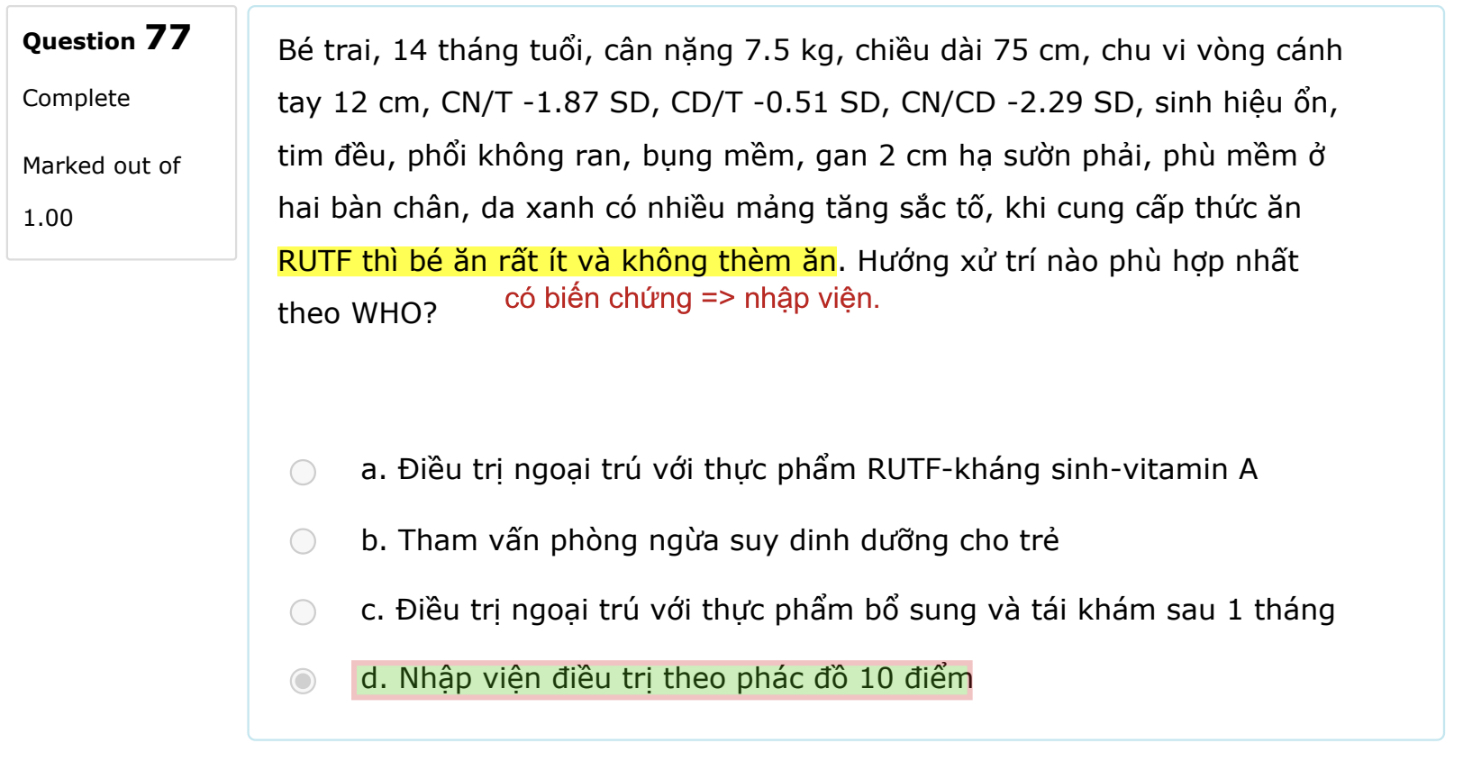 Question 77
Complete
Marked out of
1.00
Bé trai, 14 tháng tuổi, cân nặng 7.5 kg, chiều dài 75 cm, chu vi vòng cánh
tay 12 cm, CN/T -1.87 SD, CD/T -0.51 SD, CN/CD -2.29 SD, sinh hiệu ổn,
tim đều, phổi không ran, bụng mềm, gan 2 cm hạ sườn phải, phù mềm ở
hai bàn chân, da xanh có nhiều mảng tăng sắc tố, khi cung cấp thức ăn
RUTF thì bé ăn rất ít và không thèm ăn. Hướng xử trí nào phù hợp nhất
theo WHO?
có biến chứng => nhập viện.
a. Điều trị ngoại trú với thực phẩm RUTF-kháng sinh-vitamin A
b. Tham vấn phòng ngừa suy dinh dưỡng cho trẻ
c. Điều trị ngoại trú với thực phẩm bổ sung và tái khám sau 1 tháng
d. Nhập viện điều trị theo phác đồ 10 điểm